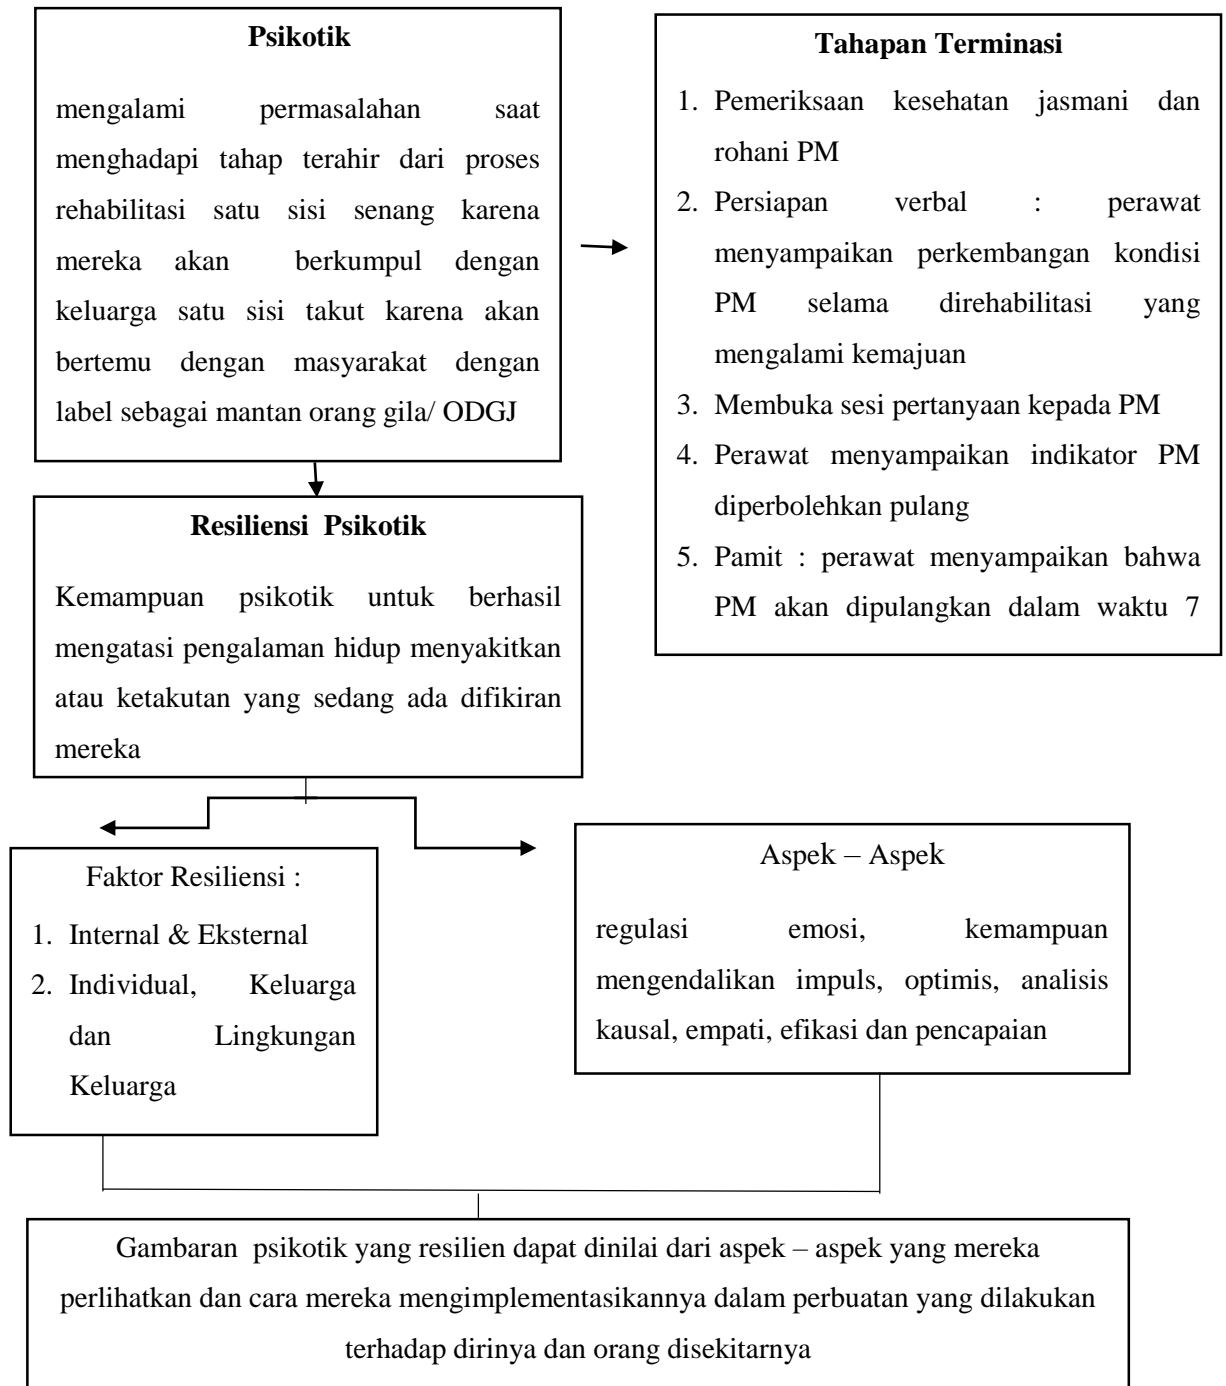 Psikotik
mengalami permasalahan saat
menghadapi tahap terahir dari proses
rehabilitasi satu sisi senang karena
mereka akan berkumpul dengan
keluarga satu sisi takut karena akan
bertemu dengan masyarakat dengan
label sebagai mantan orang gila/ ODGJ
Tahapan Terminasi
1. Pemeriksaan kesehatan jasmani dan
rohani PM
2. Persiapan verbal : perawat
menyampaikan perkembangan kondisi
PM selama direhabilitasi yang
mengalami kemajuan
3. Membuka sesi pertanyaan kepada PM
4. Perawat menyampaikan indikator PM
diperbolehkan pulang
5. Pamit : perawat menyampaikan bahwa
PM akan dipulangkan dalam waktu 7
Resiliensi Psikotik
Kemampuan psikotik untuk berhasil
mengatasi pengalaman hidup menyakitkan
atau ketakutan yang sedang ada difikiran
mereka
Faktor Resiliensi :
1. Internal & Eksternal
2. Individual, Keluarga
dan Lingkungan
Keluarga
Aspek – Aspek
regulasi emosi, kemampuan
mengendalikan impuls, optimis, analisis
kausal, empati, efikasi dan pencapaian
Gambaran psikotik yang resilien dapat dinilai dari aspek – aspek yang mereka
perlihatkan dan cara mereka mengimplementasikannya dalam perbuatan yang dilakukan
terhadap dirinya dan orang disekitarnya